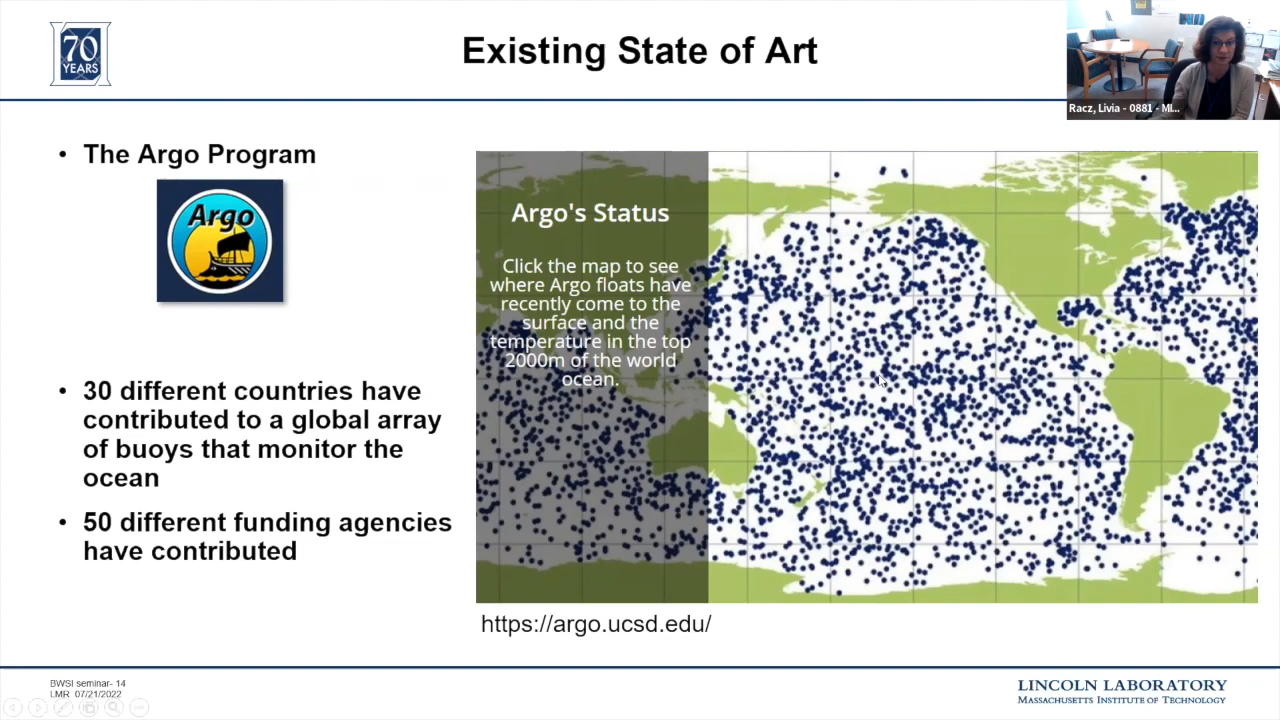 70
YEARS
Existing State of Art
Racz, Livia - 0881 - MI...
• The Argo Program
Argo
• 30 different countries have
contributed to a global array
of buoys that monitor the
ocean
• 50 different funding agencies
have contributed
Argo's Status
Click the map to see
where Argo floats have
recently come to the
surface and the
temperature in the top
2000m of the world
ocean.
https://argo.ucsd.edu/
BWSI seminar- 14
LMR 07/21/2022
LINCOLN LABORATORY
MASSACHUSETTS INSTITUTE OF TECHNOLOGY